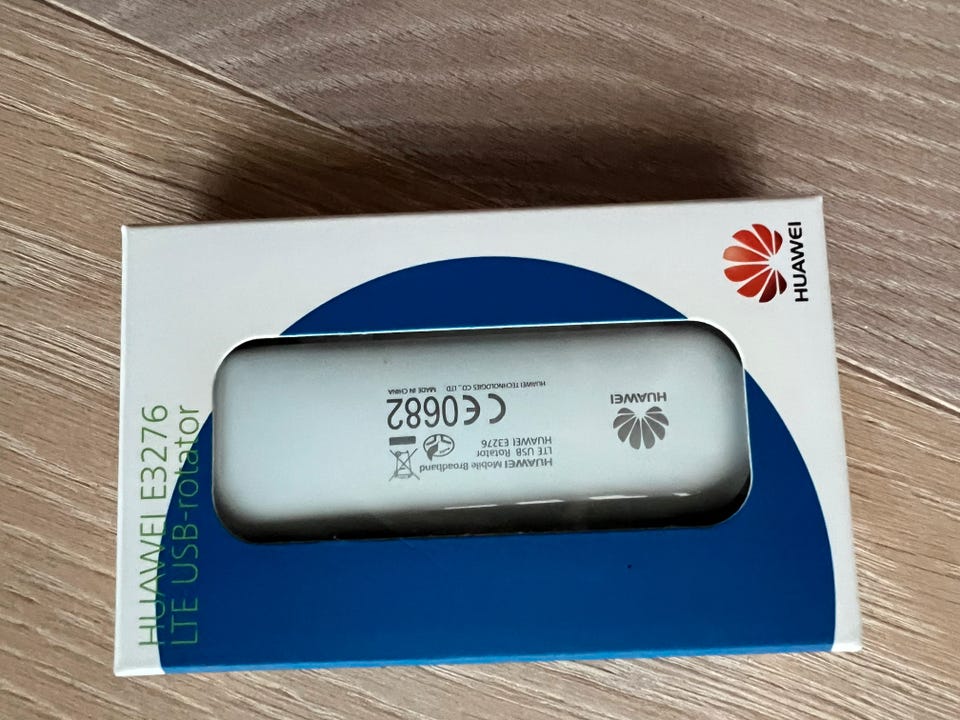 HUAWEI
HUAWEI E3276
LTE USB-rotator
HUAWEI
HUAWEI Mobile Broadband
LTE USB Rotator
HUAWEI E3276
CE0682
HUAWEI TECHNOLOGIES CO., LTD MADE IN CHINA